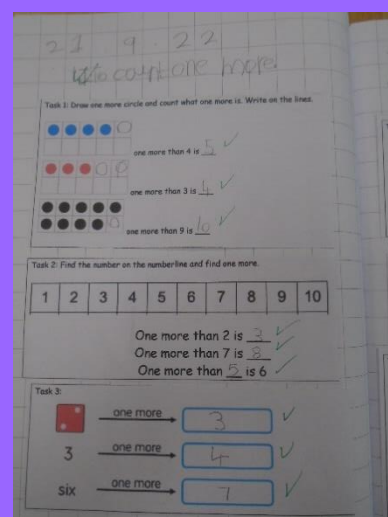 21 9 22
to count one more
Task 1: Draw one more circle and count what one more is. Write on the lines.
one more than 4 is 5
one more than 3 is 4
one more than 9 is 10
Task 2: Find the number on the numberline and find one more.
1 2 3 4 5 6 7 8 9 10
One more than 2 is 3
One more than 7 is 8
One more than 5 is 6
Task 3:
one more 3
3 one more 4
six one more 7